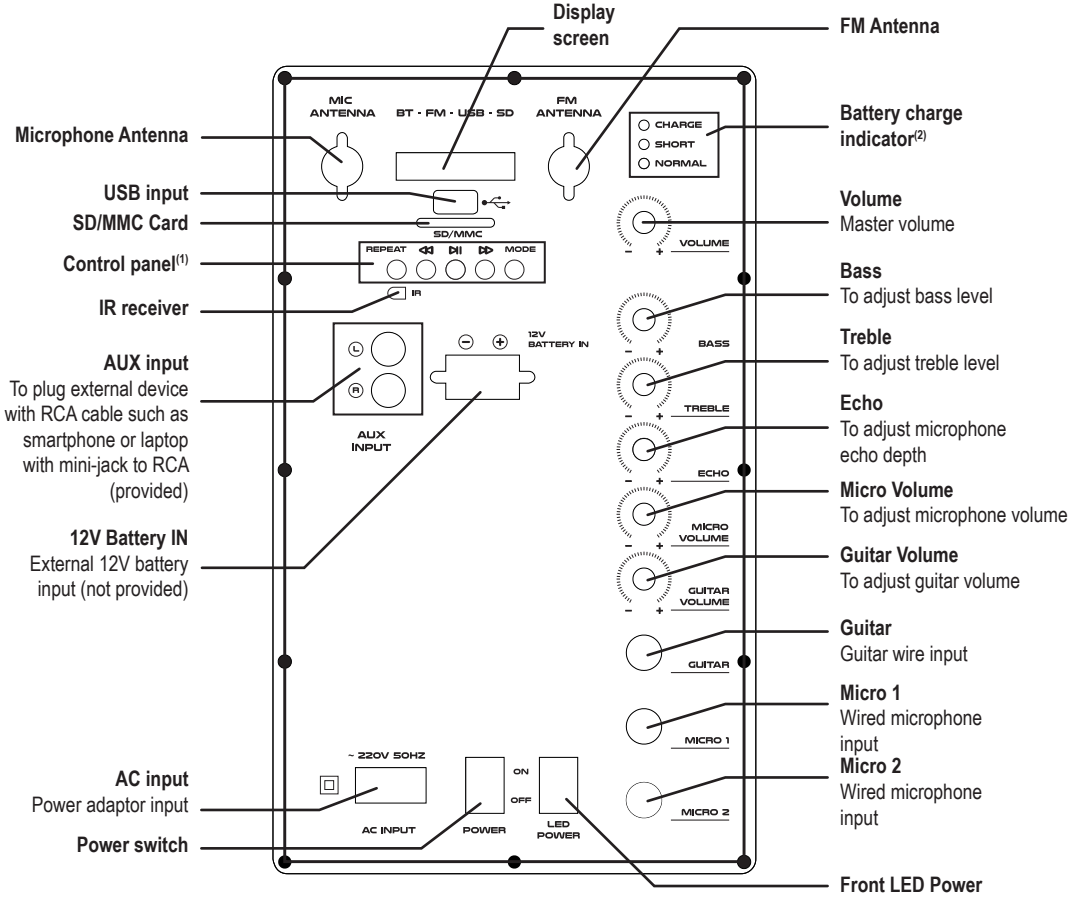 Display
screen
FM Antenna
MIC
ANTENNA
BT - FM - USB - SD
FM
ANTENNA
CHARGE
SHORT
NORMAL
Battery charge
indicator(2)
Microphone Antenna
USB input
SD/MMC Card
SD/MMC
Control panel(1)
REPEAT
MODE
IR receiver
IR
AUX input
To plug external device
with RCA cable such as
smartphone or laptop
with mini-jack to RCA
(provided)
L
R
AUX
INPUT
12V
BATTERY IN
12V Battery IN
External 12V battery
input (not provided)
Volume
Master volume
- +
VOLUME
Bass
To adjust bass level
- +
BASS
Treble
To adjust treble level
- +
TREBLE
Echo
To adjust microphone
echo depth
- +
ECHO
Micro Volume
To adjust microphone volume
- +
MICRO
VOLUME
Guitar Volume
To adjust guitar volume
- +
GUITAR
VOLUME
Guitar
Guitar wire input
GUITAR
Micro 1
Wired microphone
input
MICRO 1
Micro 2
Wired microphone
input
MICRO 2
~ 220V 50HZ
AC input
Power adaptor input
AC INPUT
Power switch
ON
OFF
POWER
LED
POWER
Front LED Power